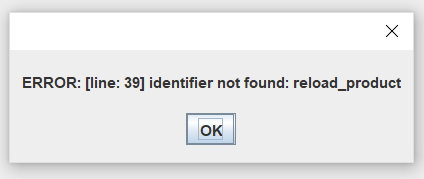 ERROR: [line: 39] identifier not found: reload_product
OK